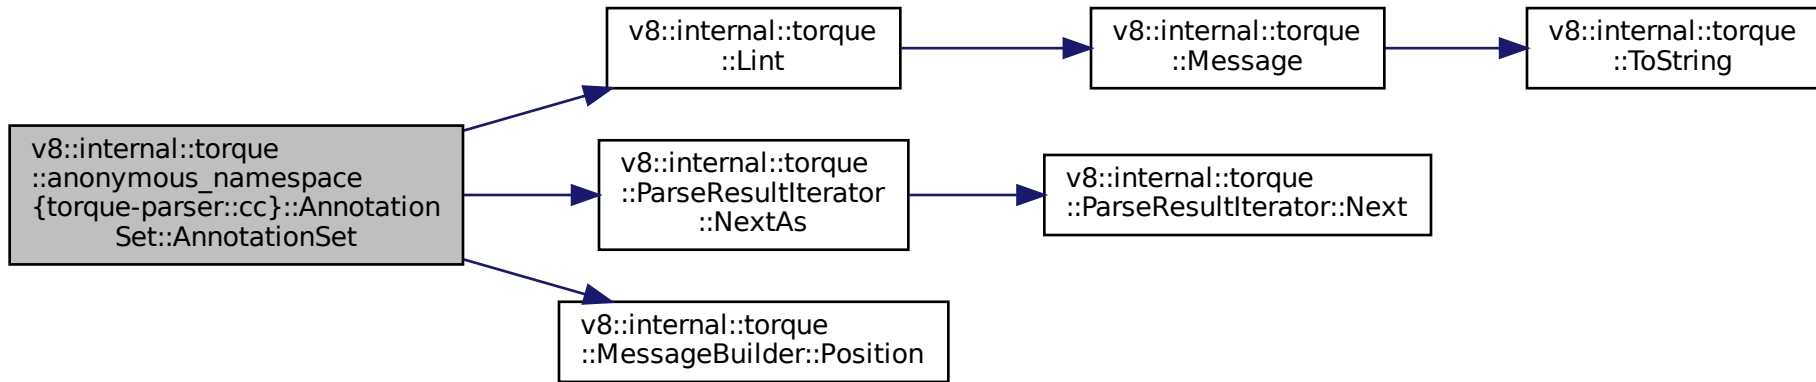 v8::internal::torque
::anonymous_namespace
{torque-parser::cc}::Annotation
Set::AnnotationSet
v8::internal::torque
::Lint
v8::internal::torque
::Message
v8::internal::torque
::ToString
v8::internal::torque
::ParseResultIterator
::NextAs
v8::internal::torque
::ParseResultIterator::Next
v8::internal::torque
::MessageBuilder::Position